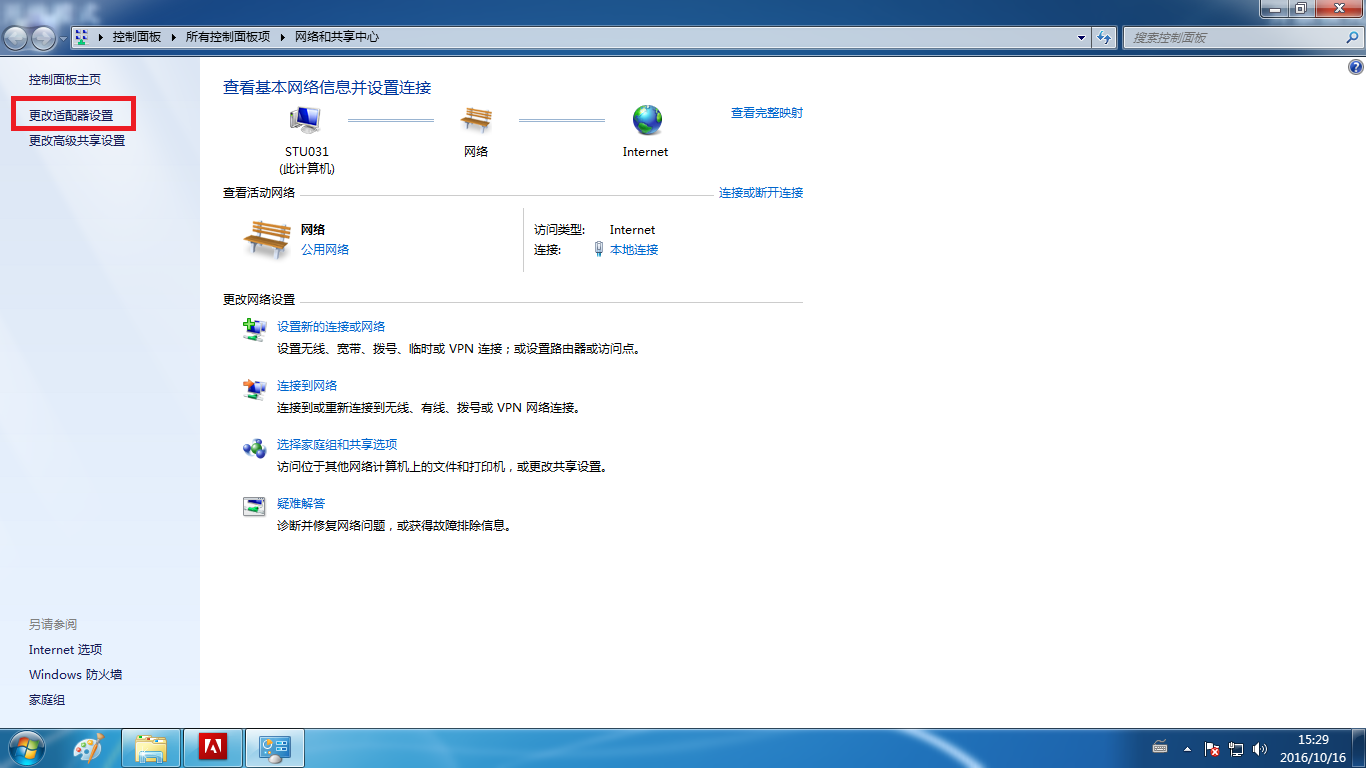 控制面板 ▸ 所有控制面板项 ▸ 网络和共享中心
搜索控制面板
控制面板主页
更改适配器设置
更改高级共享设置
查看基本网络信息并设置连接
STU031
(此计算机)
网络
Internet
查看完整映射
查看活动网络
连接或断开连接
网络
公用网络
访问类型: Internet
连接: 本地连接
更改网络设置
设置新的连接或网络
设置无线、宽带、拨号、临时或 VPN 连接；或设置路由器或访问点。
连接到网络
连接到或重新连接到无线、有线、拨号或 VPN 网络连接。
选择家庭组和共享选项
访问位于其他网络计算机上的文件和打印机，或更改共享设置。
疑难解答
诊断并修复网络问题，或获得故障排除信息。
另请参阅
Internet 选项
Windows 防火墙
家庭组
15:29
2016/10/16